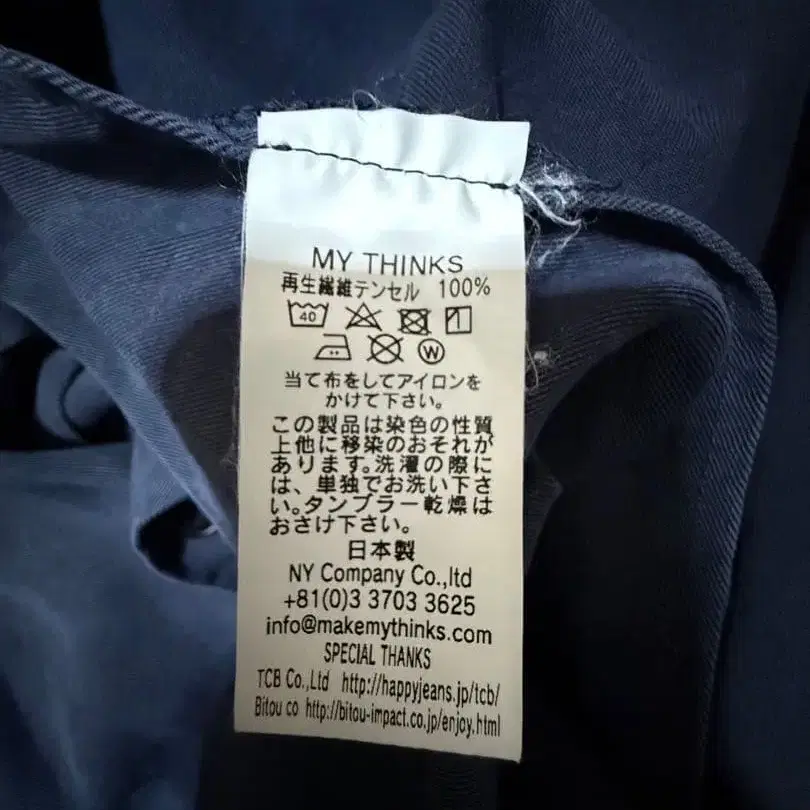 MY THINKS
再生繊維テンセル 100%
40
W
当て布をしてアイロンを
かけて下さい。
この製品は染色の性質
上他に移染のおそれが
あります。洗濯の際に
は、単独でお洗い下さ
い。タンブラー乾燥は
おさけ下さい。
日本製
NY Company Co.,ltd
+81(0)3 3703 3625
info@makemythinks.com
SPECIAL THANKS
TCB Co.,Ltd http://happyjeans.jp/tcb/
Bitou co http://bitou-impact.co.jp/enjoy.html